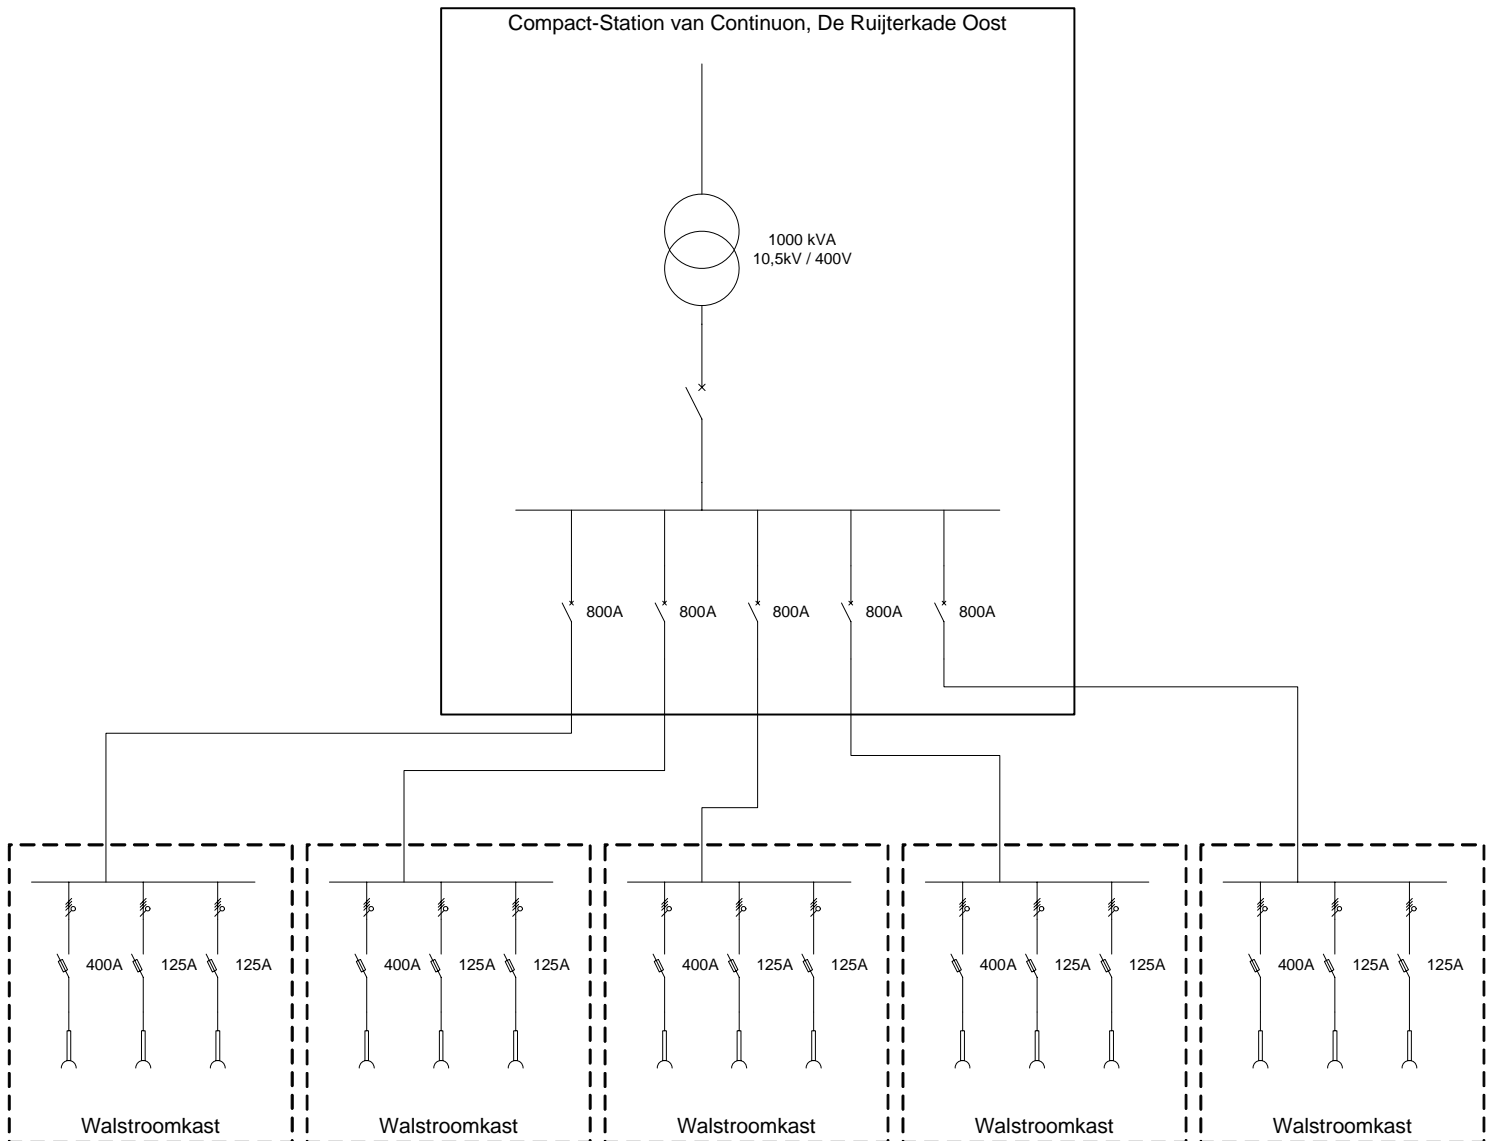 Compact-Station van Continuon, De Ruijterkade Oost
1000 kVA
10,5kV / 400V
800A 800A 800A 800A 800A
400A 125A 125A 400A 125A 125A 400A 125A 125A 400A 125A 125A 400A 125A 125A
Walstroomkast Walstroomkast Walstroomkast Walstroomkast Walstroomkast